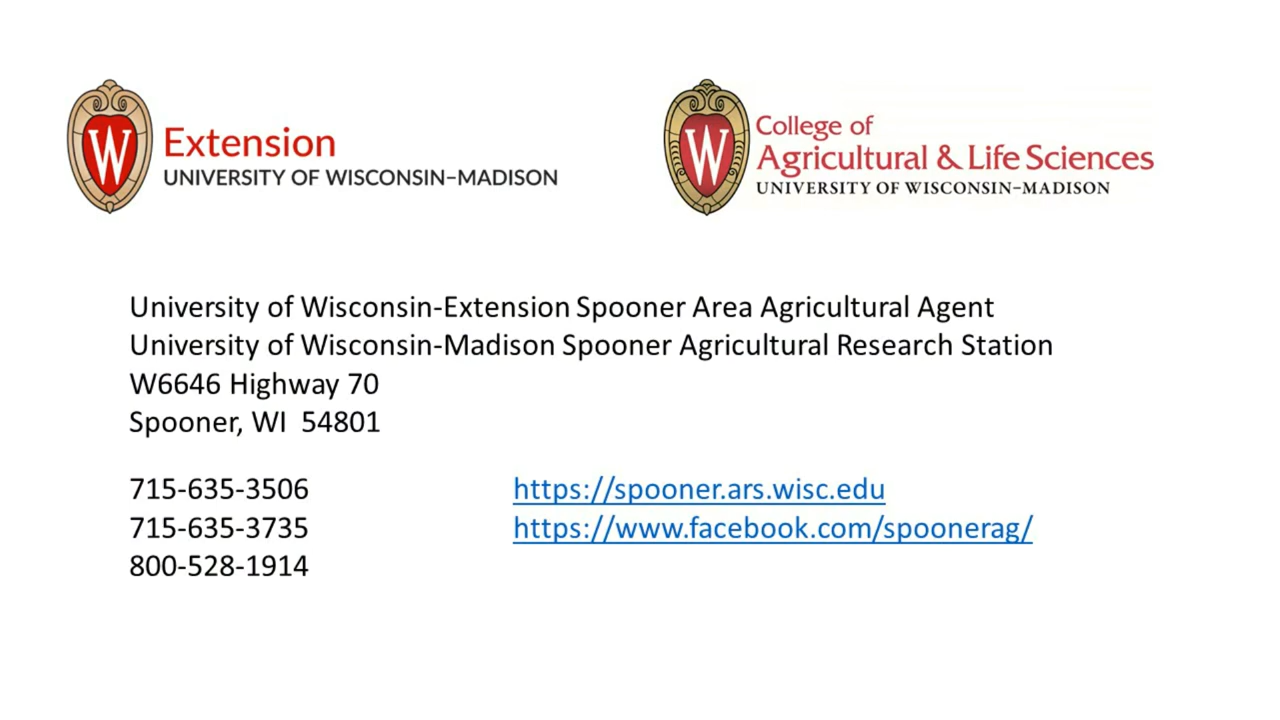 W Extension
UNIVERSITY OF WISCONSIN–MADISON
W College of
Agricultural & Life Sciences
UNIVERSITY OF WISCONSIN–MADISON
University of Wisconsin-Extension Spooner Area Agricultural Agent
University of Wisconsin-Madison Spooner Agricultural Research Station
W6646 Highway 70
Spooner, WI  54801
715-635-3506
715-635-3735
800-528-1914
https://spooner.ars.wisc.edu
https://www.facebook.com/spoonerag/